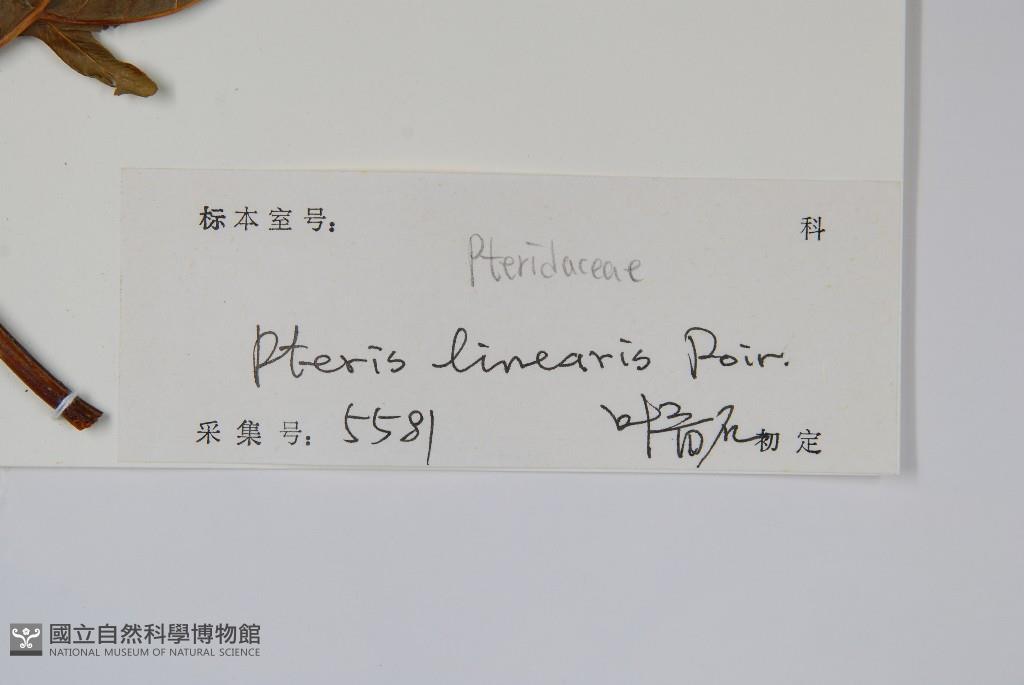 标本室号:
科
Pteridaceae
Pteris linearis Poir.
采集号: 5581
初定
國立自然科學博物館
NATIONAL MUSEUM OF NATURAL SCIENCE